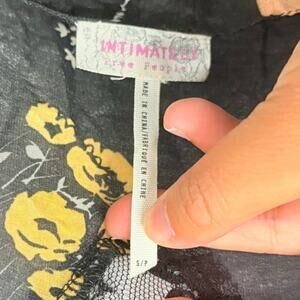 INTIMATELY
Free People
MADE IN CHINA/FABRIQUÉ EN CHINE
S/P